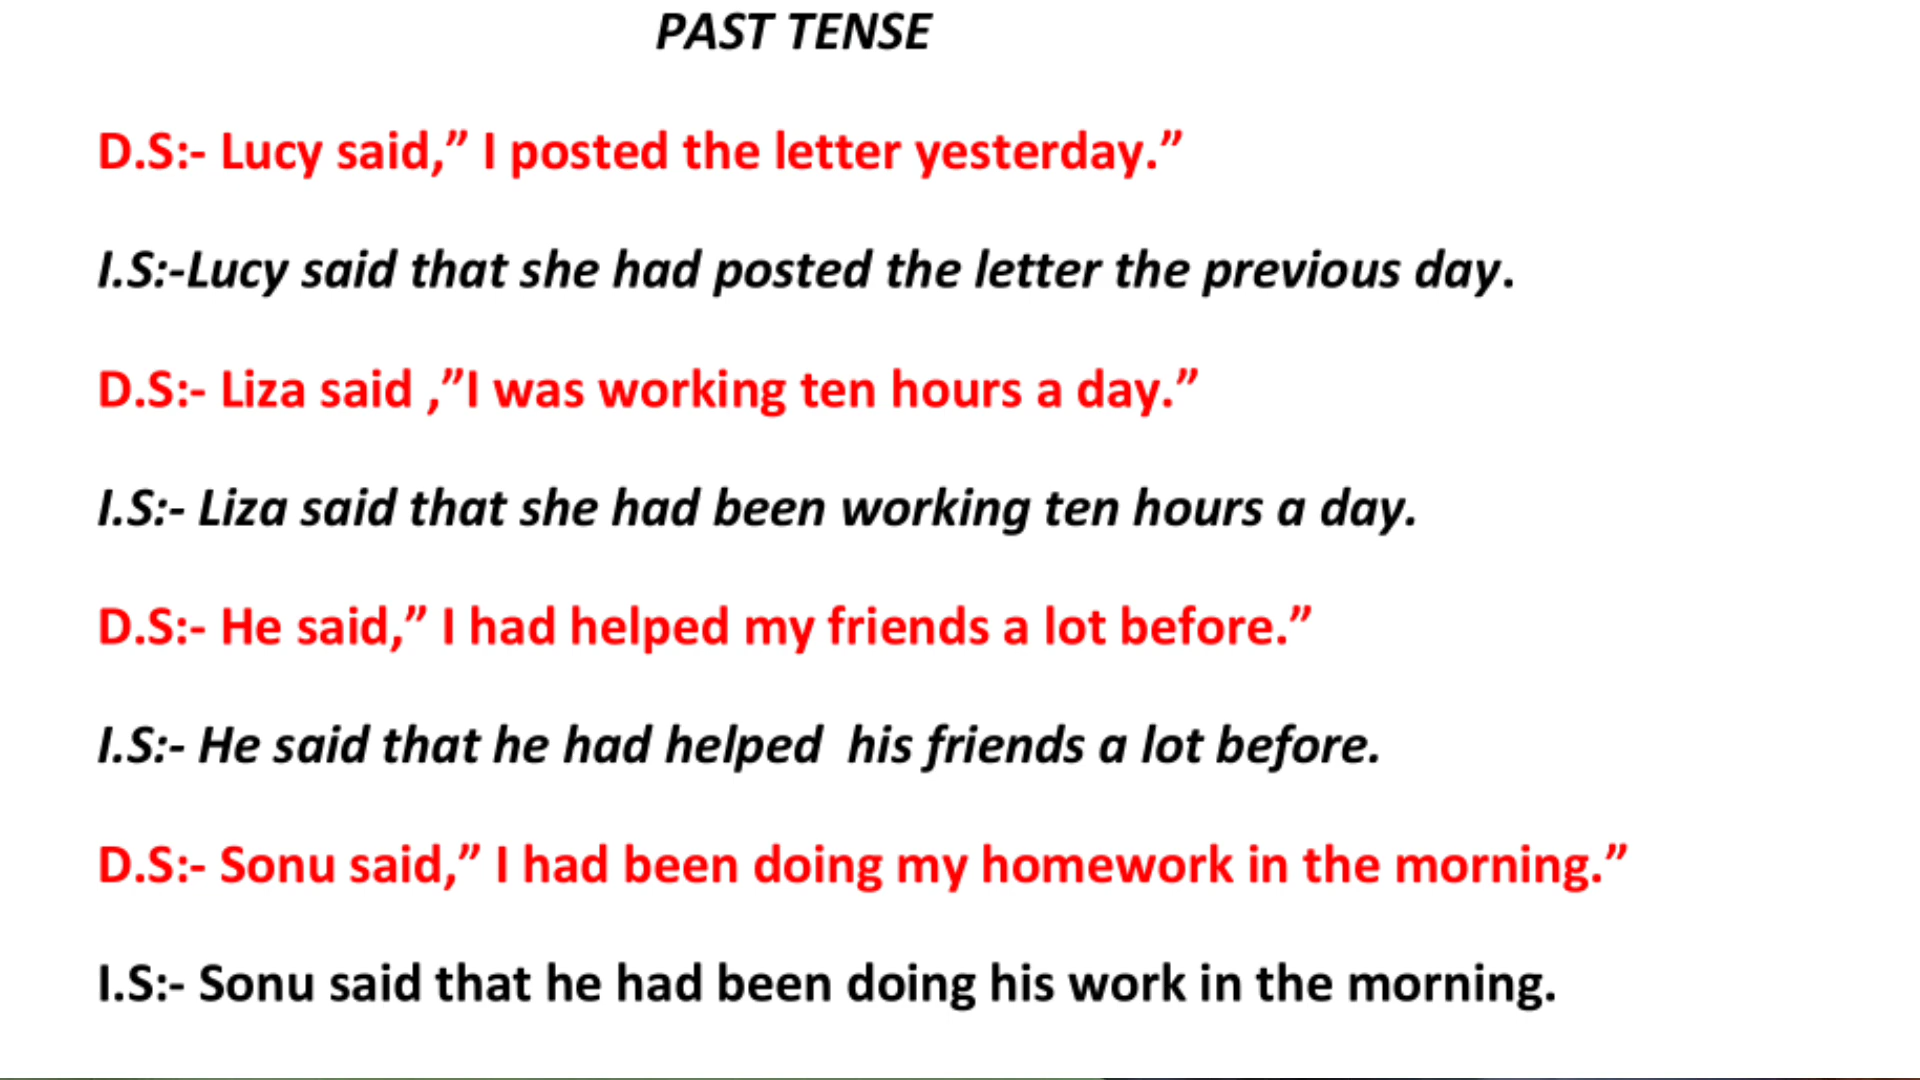 PAST TENSE
D.S:- Lucy said,” I posted the letter yesterday.”
I.S:-Lucy said that she had posted the letter the previous day.
D.S:- Liza said ,”I was working ten hours a day.”
I.S:- Liza said that she had been working ten hours a day.
D.S:- He said,” I had helped my friends a lot before.”
I.S:- He said that he had helped  his friends a lot before.
D.S:- Sonu said,” I had been doing my homework in the morning.”
I.S:- Sonu said that he had been doing his work in the morning.